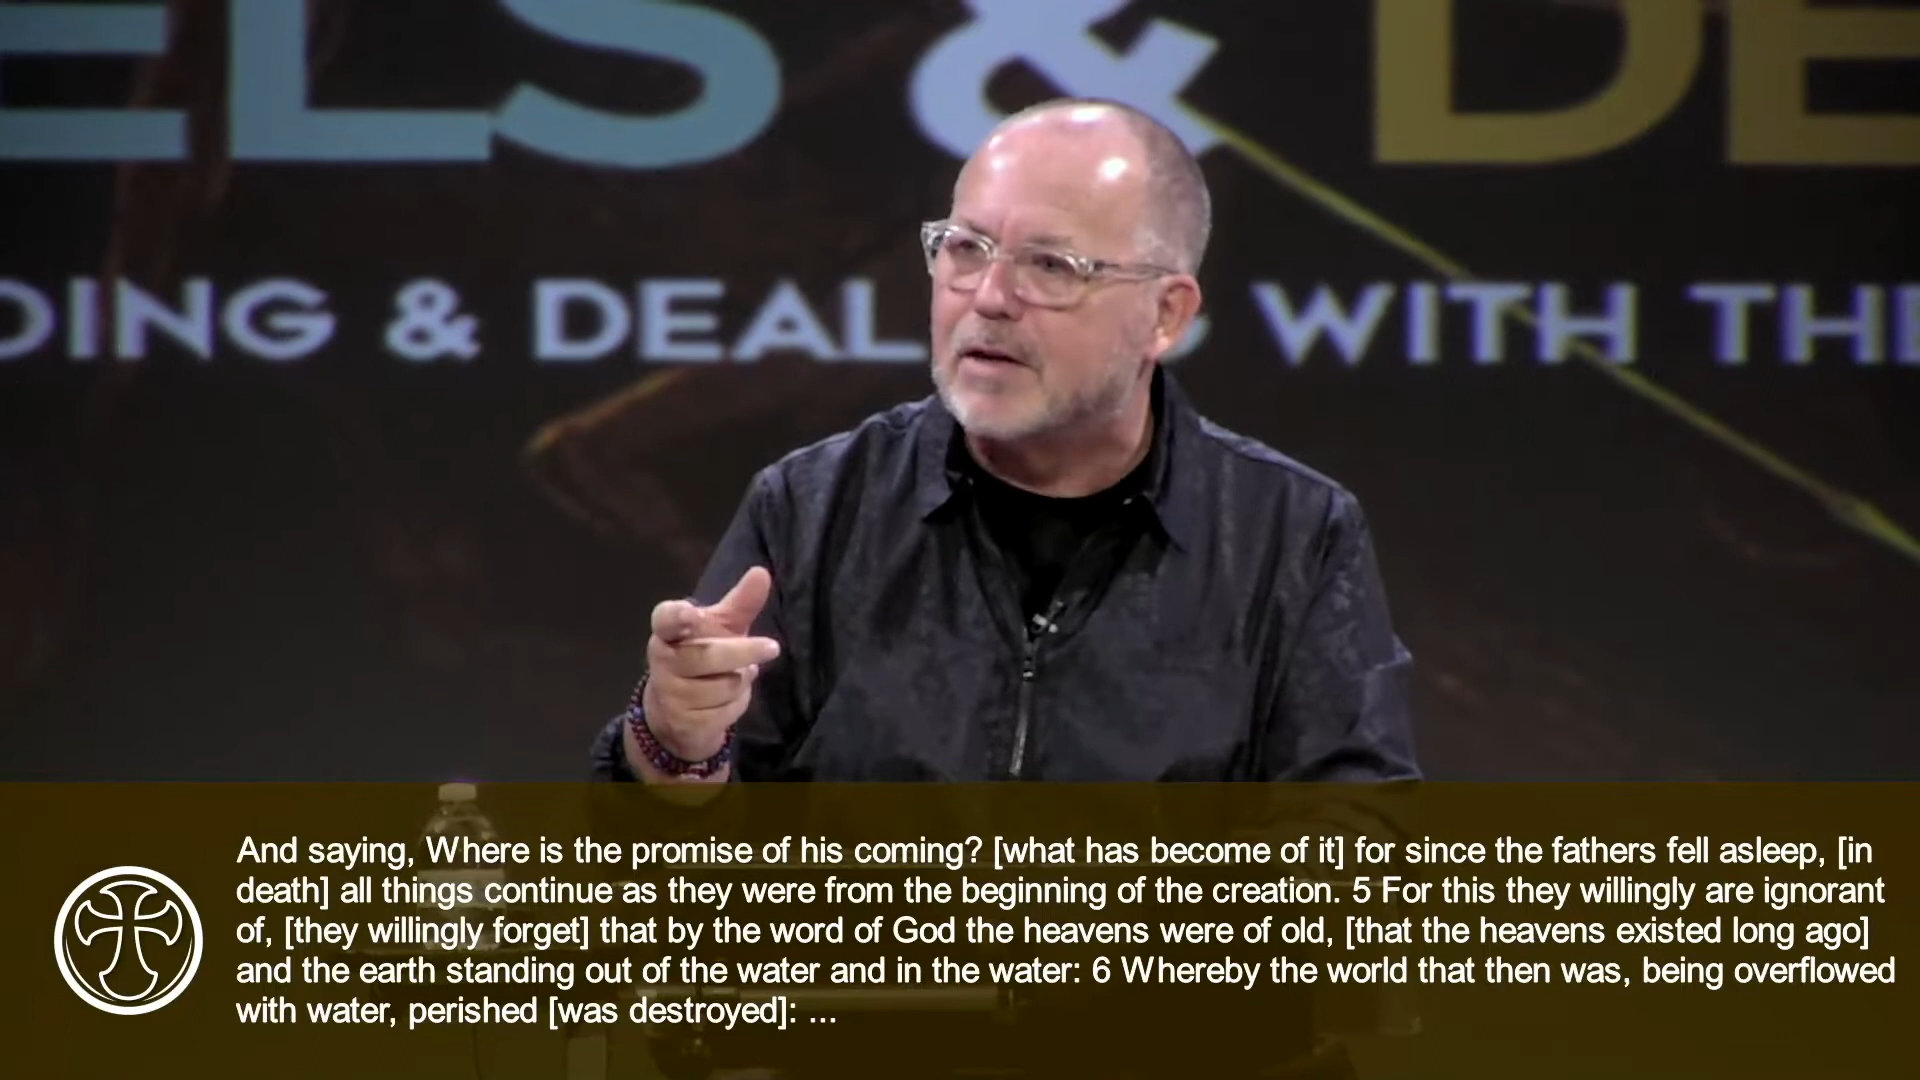 ELS & DE
DING & DEAL G WITH THE
And saying, Where is the promise of his coming? [what has become of it] for since the fathers fell asleep, [in
death] all things continue as they were from the beginning of the creation. 5 For this they willingly are ignorant
of, [they willingly forget] that by the word of God the heavens were of old, [that the heavens existed long ago]
and the earth standing out of the water and in the water: 6 Whereby the world that then was, being overflowed
with water, perished [was destroyed]: ...